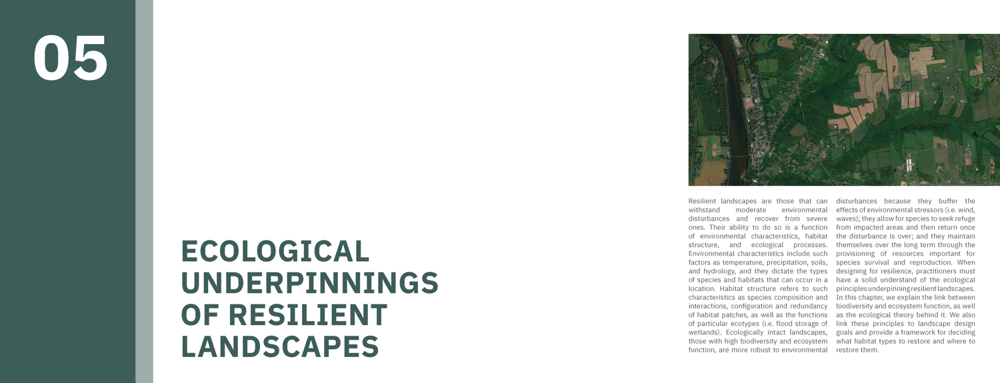 05
ECOLOGICAL
UNDERPINNINGS
OF RESILIENT
LANDSCAPES
Resilient landscapes are those that can
withstand moderate environmental
disturbances and recover from severe
ones. Their ability to do so is a function
of environmental characteristics, habitat
structure, and ecological processes.
Environmental characteristics include such
factors as temperature, precipitation, soils,
and hydrology, and they dictate the types
of species and habitats that can occur in a
location. Habitat structure refers to such
characteristics as species composition and
interactions, configuration and redundancy
of habitat patches, as well as the functions
of particular ecotypes (i.e. flood storage of
wetlands). Ecologically intact landscapes,
those with high biodiversity and ecosystem
function, are more robust to environmental
disturbances because they buffer the
effects of environmental stressors (i.e. wind,
waves); they allow for species to seek refuge
from impacted areas and then return once
the disturbance is over; and they maintain
themselves over the long term through the
provisioning of resources important for
species survival and reproduction. When
designing for resilience, practitioners must
have a solid understand of the ecological
principles underpinning resilient landscapes.
In this chapter, we explain the link between
biodiversity and ecosystem function, as well
as the ecological theory behind it. We also
link these principles to landscape design
goals and provide a framework for deciding
what habitat types to restore and where to
restore them.